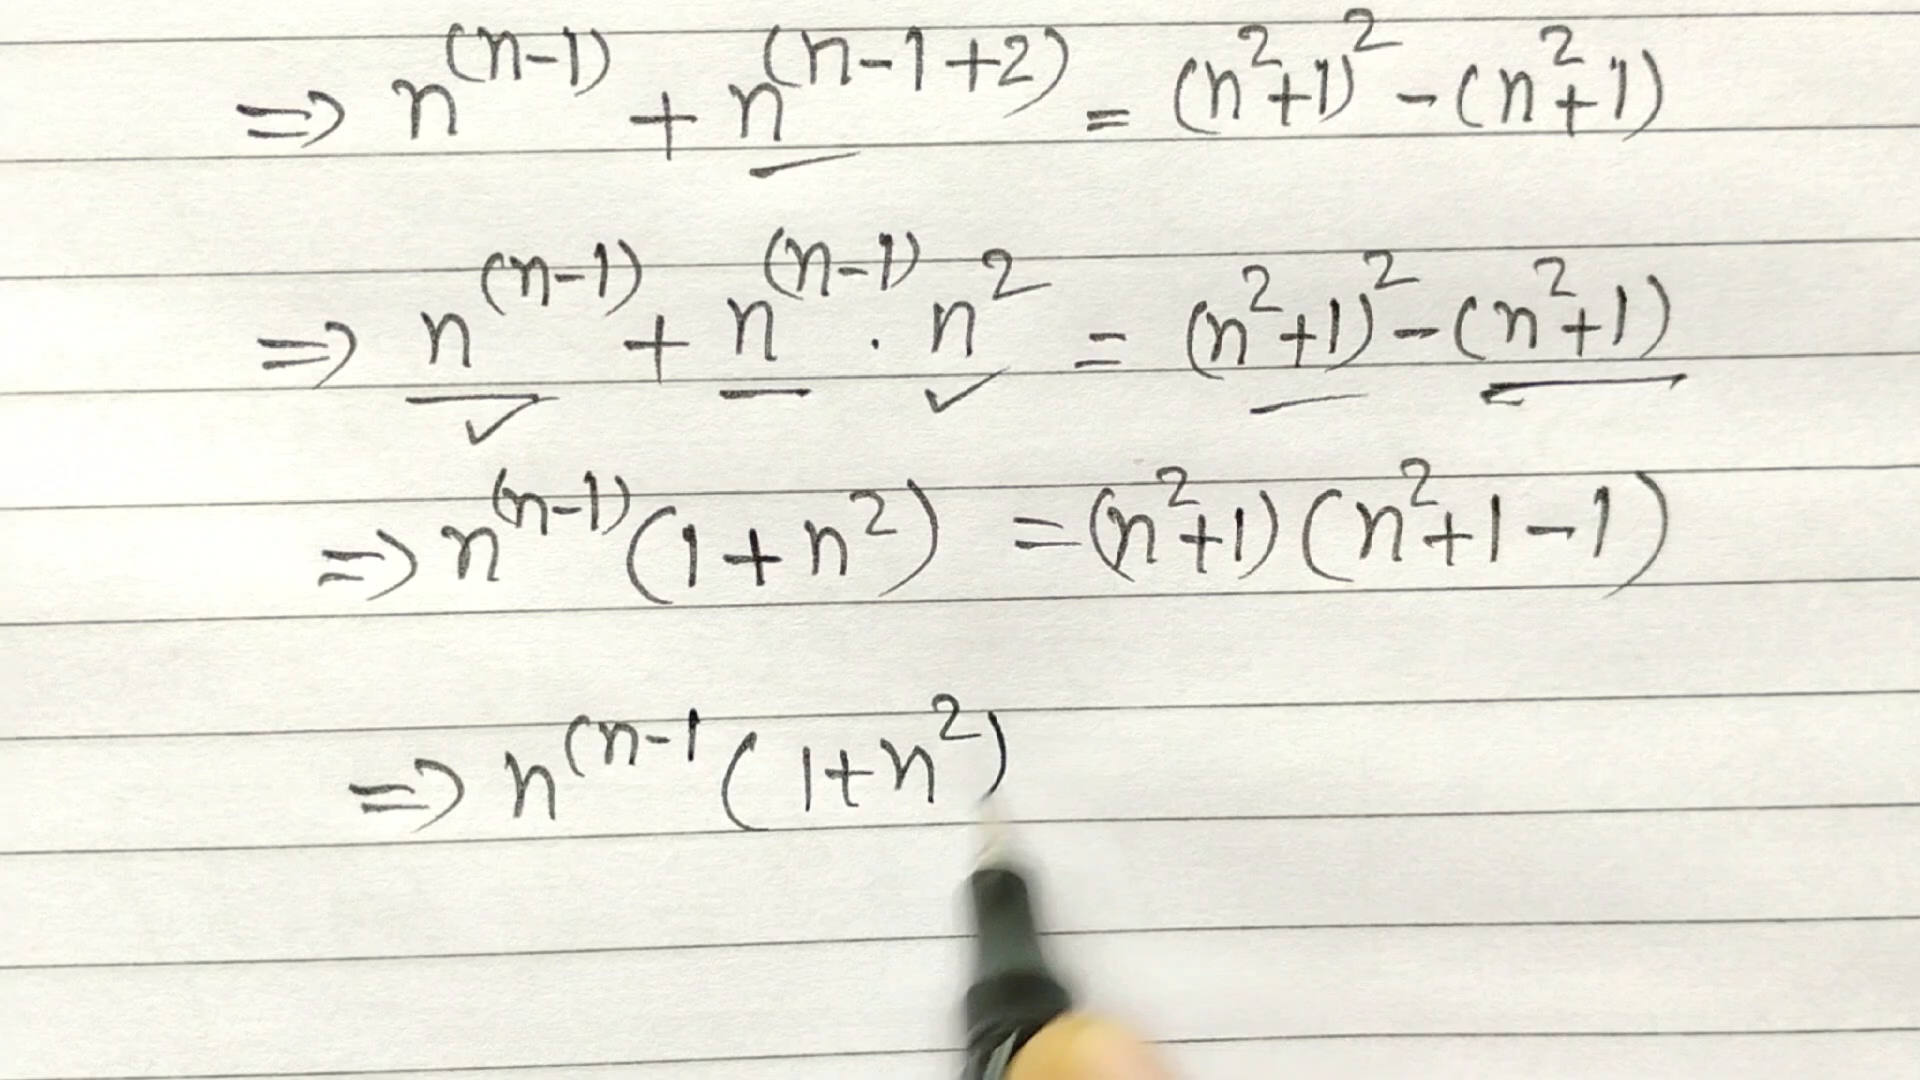 ⇒ n^(n-1) + n^(n-1+2) = (n²+1)² - (n²+1)
⇒ n^(n-1) + n^(n-1) · n² = (n²+1)² - (n²+1)
⇒ n^(n-1) (1+n²) = (n²+1)(n²+1-1)
⇒ n^(n-1 (1+n²)